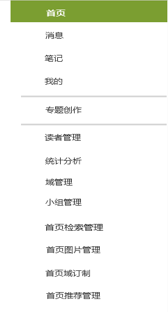 首页
消息
笔记
我的
专题创作
读者管理
统计分析
域管理
小组管理
首页检索管理
首页图片管理
首页域订制
首页推荐管理